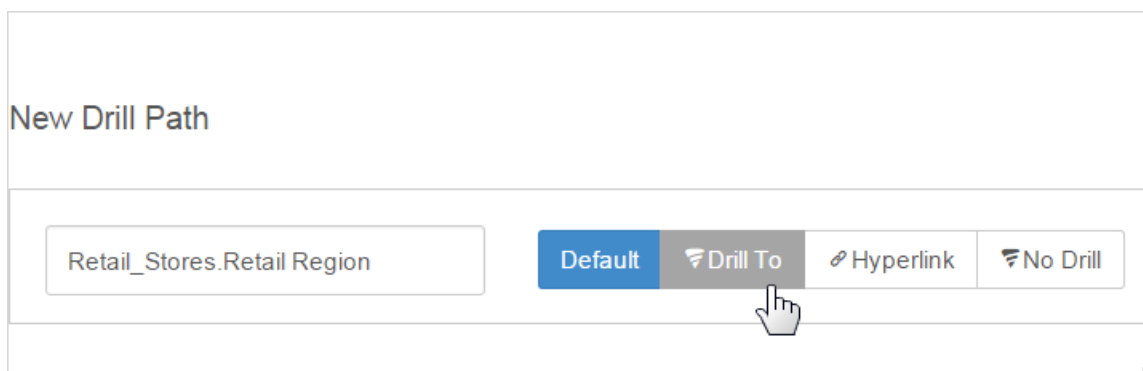 New Drill Path
Retail_Stores.Retail Region
Default
Drill To
Hyperlink
No Drill